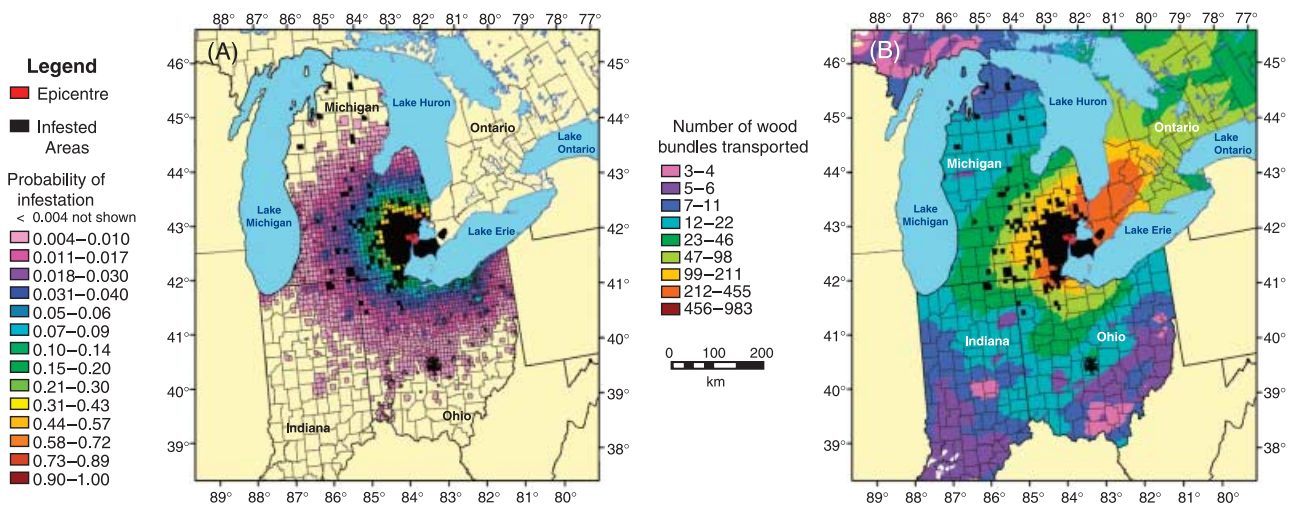 88° 87° 86° 85° 84° 83° 82° 81° 80° 79° 78° 77°
(A)
Legend
Epicentre
Infested
Areas
Probability of
infestation
< 0.004 not shown
0.004–0.010
0.011–0.017
0.018–0.030
0.031–0.040
0.05–0.06
0.07–0.09
0.10–0.14
0.15–0.20
0.21–0.30
0.31–0.43
0.44–0.57
0.58–0.72
0.73–0.89
0.90–1.00
46°
45°
44°
43°
42°
41°
40°
39°
Michigan
Lake Huron
Ontario
Lake
Ontario
Lake
Michigan
Lake Erie
Indiana
Ohio
45°
44°
43°
42°
41°
40°
39°
38°
89° 88° 87° 86° 85° 84° 83° 82° 81° 80°
Number of wood
bundles transported
3–4
5–6
7–11
12–22
23–46
47–98
99–211
212–455
456–983
0 100 200
km
88° 87° 86° 85° 84° 83° 82° 81° 80° 79° 78° 77°
(B)
46°
45°
44°
43°
42°
41°
40°
39°
Lake Huron
Ontario
Lake
Ontario
Michigan
Lake
Michigan
Lake Erie
Indiana
Ohio
45°
44°
43°
42°
41°
40°
39°
38°
89° 88° 87° 86° 85° 84° 83° 82° 81° 80°